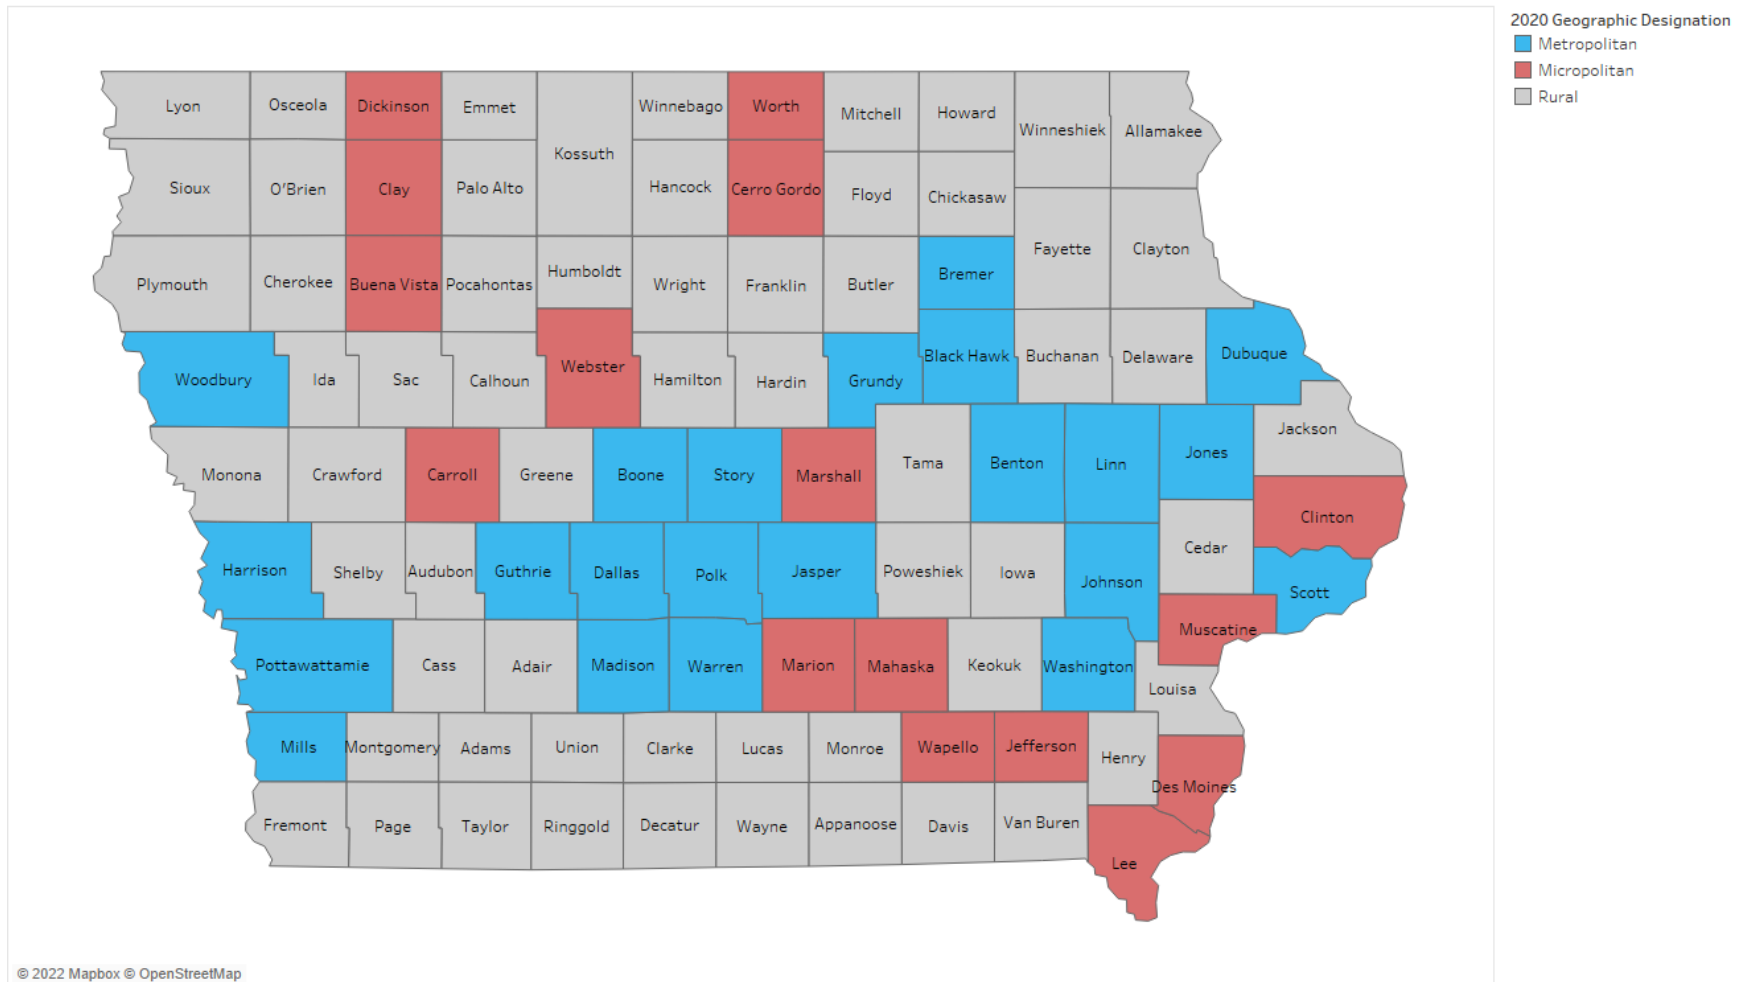 2020 Geographic Designation
Metropolitan
Micropolitan
Rural
Lyon
Osceola
Dickinson
Emmet
Kossuth
Winnebago
Worth
Mitchell
Howard
Winneshiek
Allamakee
Sioux
O'Brien
Clay
Palo Alto
Hancock
Cerro Gordo
Floyd
Chickasaw
Plymouth
Cherokee
Buena Vista
Pocahontas
Humboldt
Wright
Franklin
Butler
Bremer
Fayette
Clayton
Woodbury
Ida
Sac
Calhoun
Webster
Hamilton
Hardin
Grundy
Black Hawk
Buchanan
Delaware
Dubuque
Monona
Crawford
Carroll
Greene
Boone
Story
Marshall
Tama
Benton
Linn
Jones
Jackson
Clinton
Harrison
Shelby
Audubon
Guthrie
Dallas
Polk
Jasper
Poweshiek
Iowa
Johnson
Cedar
Scott
Muscatine
Pottawattamie
Cass
Adair
Madison
Warren
Marion
Mahaska
Keokuk
Washington
Louisa
Mills
Montgomery
Adams
Union
Clarke
Lucas
Monroe
Wapello
Jefferson
Henry
Des Moines
Fremont
Page
Taylor
Ringgold
Decatur
Wayne
Appanoose
Davis
Van Buren
Lee
© 2022 Mapbox © OpenStreetMap